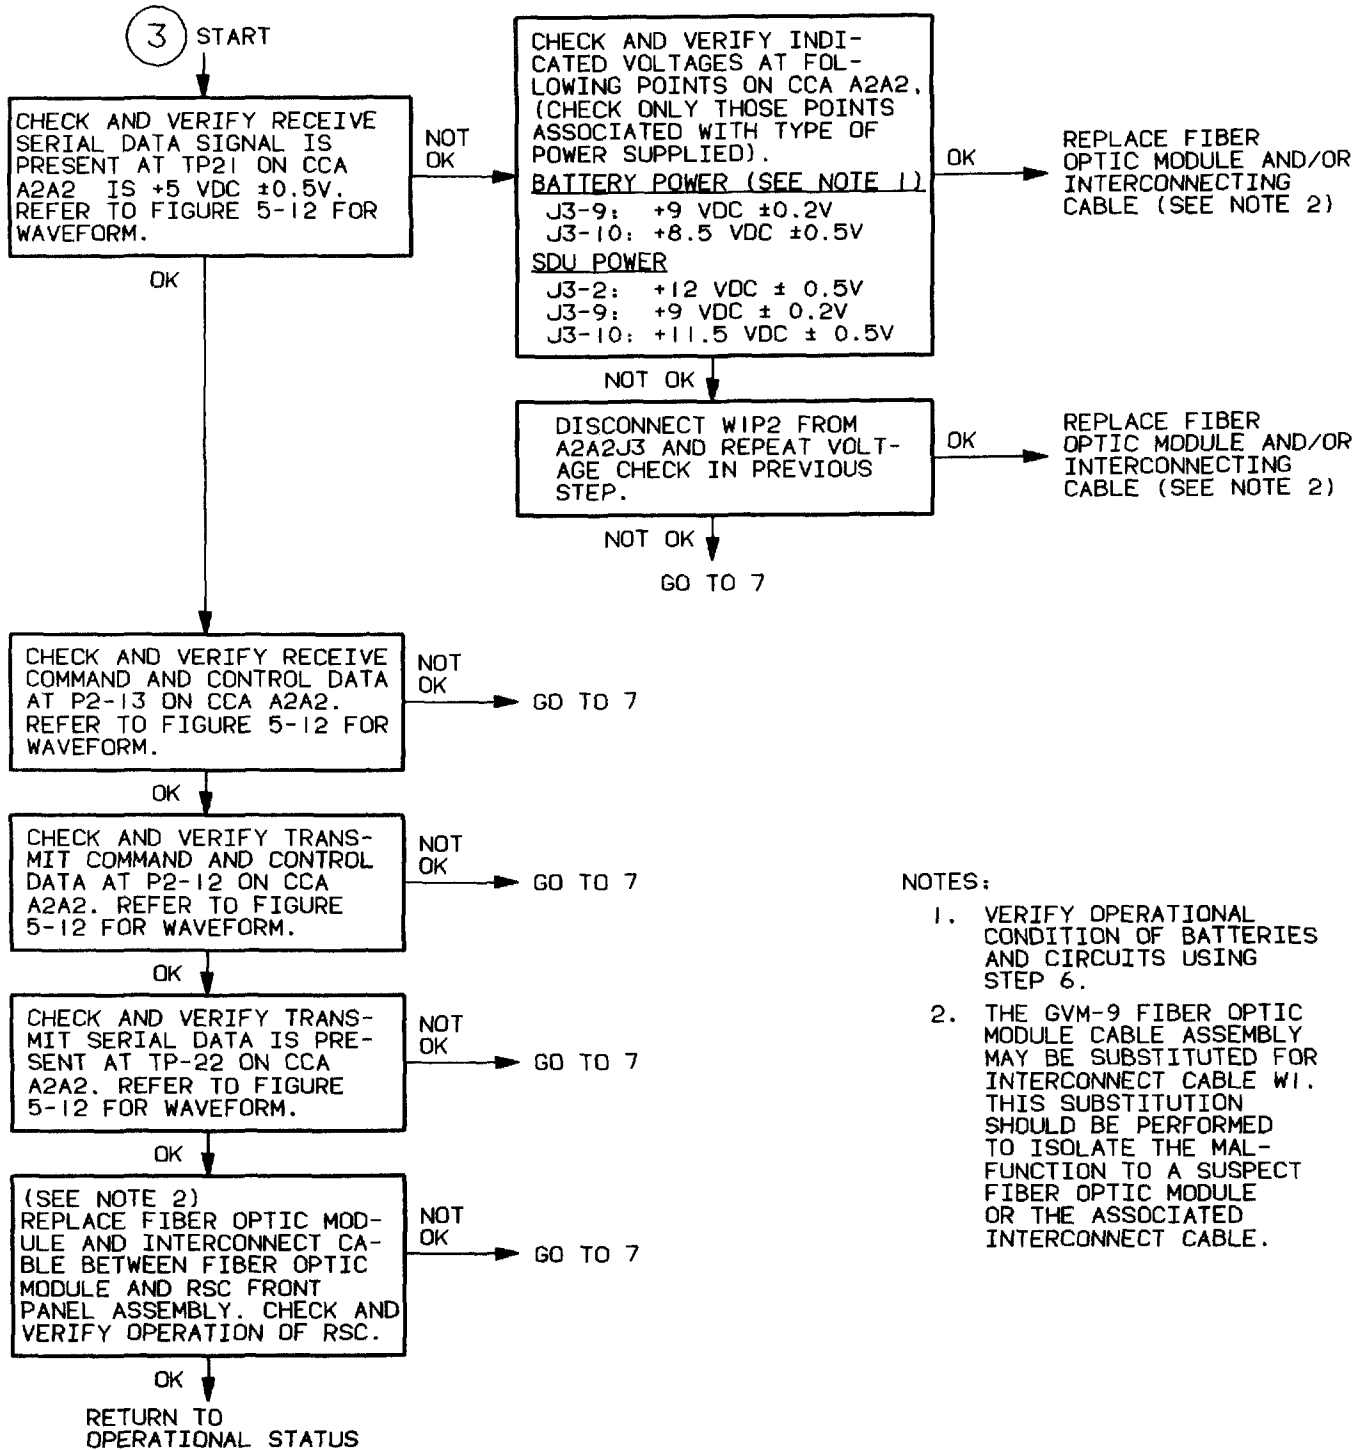 3 START
CHECK AND VERIFY RECEIVE
SERIAL DATA SIGNAL IS
PRESENT AT TP21 ON CCA
A2A2 IS +5 VDC ±0.5V.
REFER TO FIGURE 5-12 FOR
WAVEFORM.
NOT
OK
OK
CHECK AND VERIFY INDI-
CATED VOLTAGES AT FOL-
LOWING POINTS ON CCA A2A2.
(CHECK ONLY THOSE POINTS
ASSOCIATED WITH TYPE OF
POWER SUPPLIED).
BATTERY POWER (SEE NOTE 1)
J3-9: +9 VDC ±0.2V
J3-10: +8.5 VDC ±0.5V
SDU POWER
J3-2: +12 VDC ± 0.5V
J3-9: +9 VDC ± 0.2V
J3-10: +11.5 VDC ± 0.5V
OK
REPLACE FIBER
OPTIC MODULE AND/OR
INTERCONNECTING
CABLE (SEE NOTE 2)
NOT OK
DISCONNECT W1P2 FROM
A2A2J3 AND REPEAT VOLT-
AGE CHECK IN PREVIOUS
STEP.
OK
REPLACE FIBER
OPTIC MODULE AND/OR
INTERCONNECTING
CABLE (SEE NOTE 2)
NOT OK
GO TO 7
CHECK AND VERIFY RECEIVE
COMMAND AND CONTROL DATA
AT P2-13 ON CCA A2A2.
REFER TO FIGURE 5-12 FOR
WAVEFORM.
NOT
OK
GO TO 7
OK
CHECK AND VERIFY TRANS-
MIT COMMAND AND CONTROL
DATA AT P2-12 ON CCA
A2A2. REFER TO FIGURE
5-12 FOR WAVEFORM.
NOT
OK
GO TO 7
OK
CHECK AND VERIFY TRANS-
MIT SERIAL DATA IS PRE-
SENT AT TP-22 ON CCA
A2A2. REFER TO FIGURE
5-12 FOR WAVEFORM.
NOT
OK
GO TO 7
OK
(SEE NOTE 2)
REPLACE FIBER OPTIC MOD-
ULE AND INTERCONNECT CA-
BLE BETWEEN FIBER OPTIC
MODULE AND RSC FRONT
PANEL ASSEMBLY. CHECK AND
VERIFY OPERATION OF RSC.
NOT
OK
GO TO 7
OK
RETURN TO
OPERATIONAL STATUS
NOTES:
1. VERIFY OPERATIONAL
CONDITION OF BATTERIES
AND CIRCUITS USING
STEP 6.
2. THE GVM-9 FIBER OPTIC
MODULE CABLE ASSEMBLY
MAY BE SUBSTITUTED FOR
INTERCONNECT CABLE W1.
THIS SUBSTITUTION
SHOULD BE PERFORMED
TO ISOLATE THE MAL-
FUNCTION TO A SUSPECT
FIBER OPTIC MODULE
OR THE ASSOCIATED
INTERCONNECT CABLE.